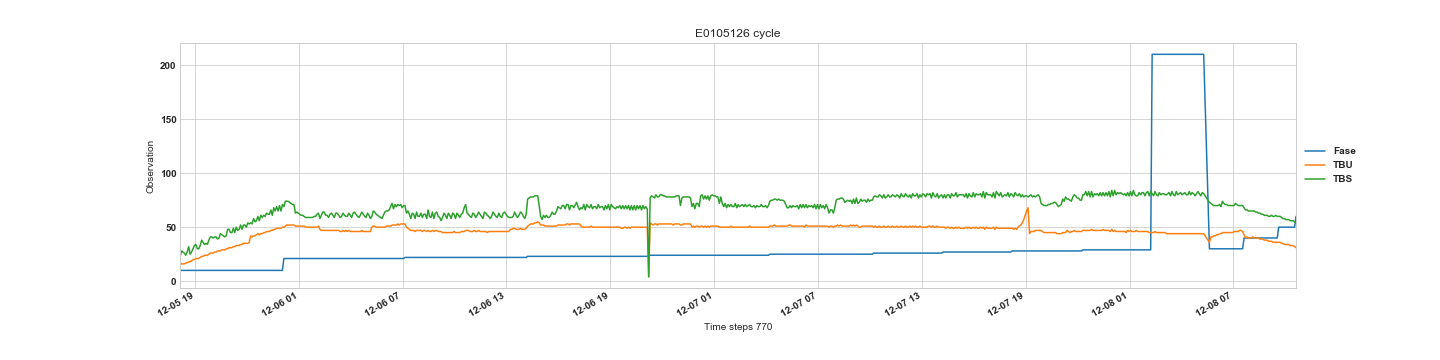 E0105126 cycle
Observation
200
150
100
50
0
12-05 19
12-06 01
12-06 07
12-06 13
12-06 19
12-07 01
12-07 07
12-07 13
12-07 19
12-08 01
12-08 07
Time steps 770
Fase
TBU
TBS